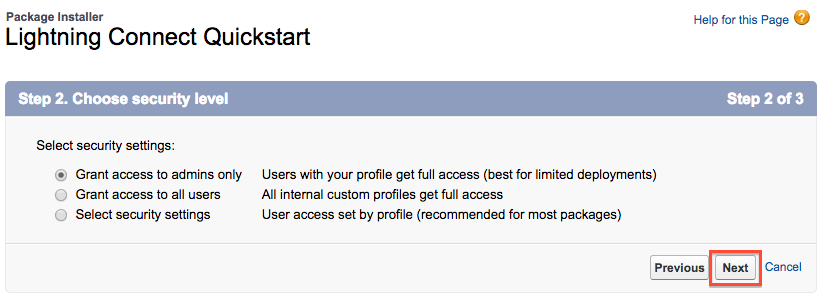 Package Installer
Lightning Connect Quickstart
Help for this Page ?
Step 2. Choose security level Step 2 of 3
Select security settings:
Grant access to admins only Users with your profile get full access (best for limited deployments)
Grant access to all users All internal custom profiles get full access
Select security settings User access set by profile (recommended for most packages)
Previous Next Cancel